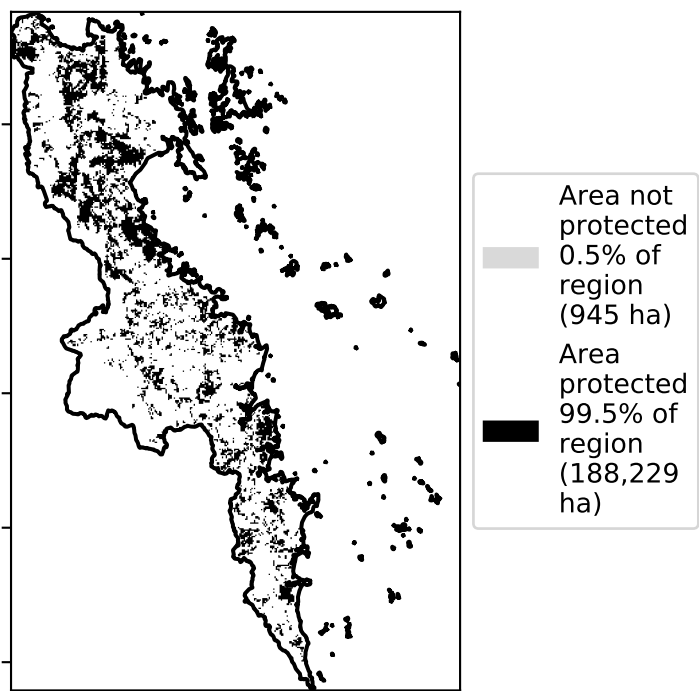 Area not
protected
0.5% of
region
(945 ha)
Area
protected
99.5% of
region
(188,229
ha)